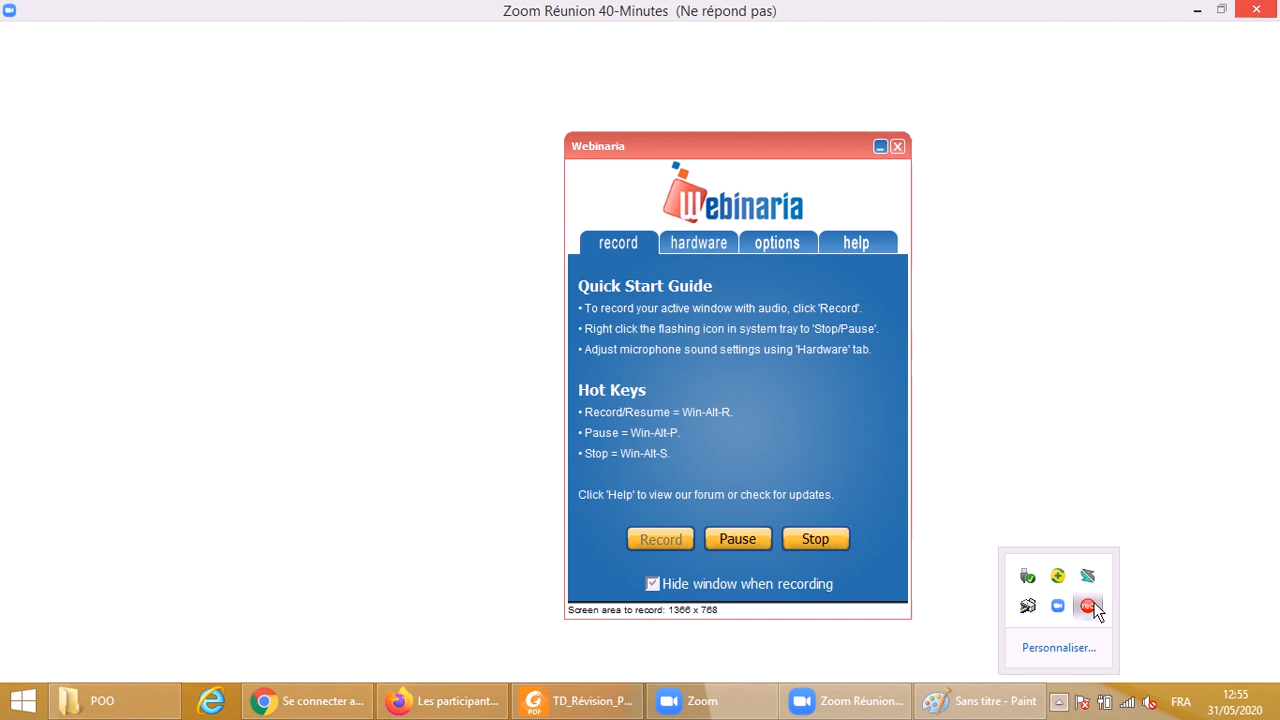 Zoom Réunion 40-Minutes (Ne répond pas)
Webinaria
Webinaria
record hardware options help
Quick Start Guide
• To record your active window with audio, click 'Record'.
• Right click the flashing icon in system tray to 'Stop/Pause'.
• Adjust microphone sound settings using 'Hardware' tab.
Hot Keys
• Record/Resume = Win-Alt-R.
• Pause = Win-Alt-P.
• Stop = Win-Alt-S.
Click 'Help' to view our forum or check for updates.
Record Pause Stop
Hide window when recording
Screen area to record: 1366 x 768
rec
Personnaliser...
POO
Se connecter a...
Les participant...
PDF
TD_Révision_P...
Zoom
Zoom Réunion...
Sans titre - Paint
FRA
12:55
31/05/2020